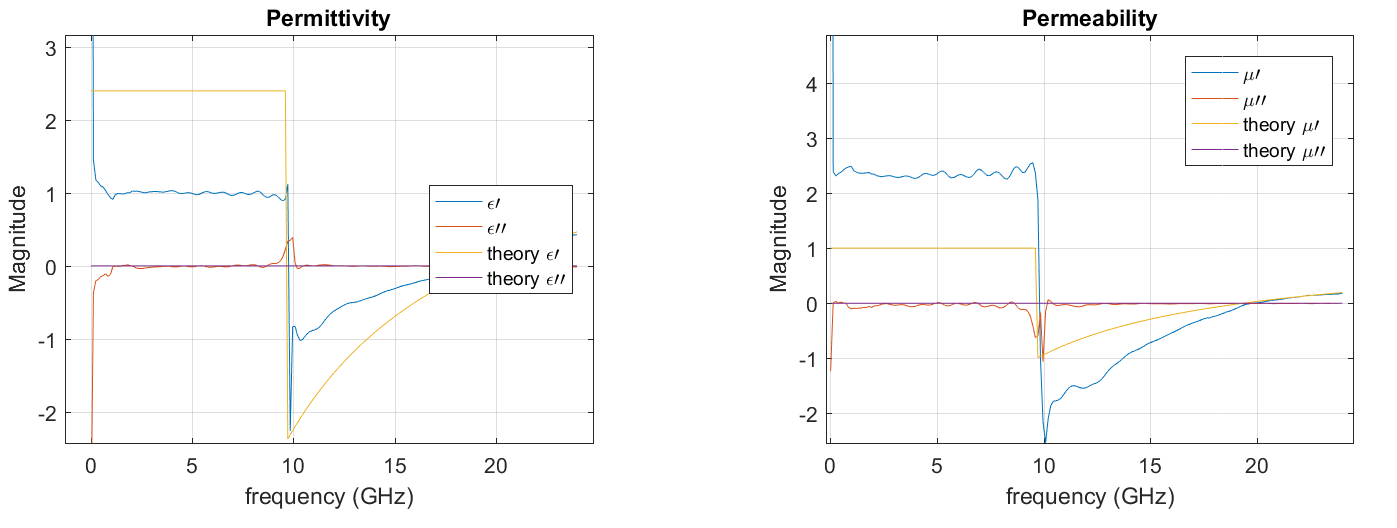 Permittivity
3
2
1
0
-1
-2
Magnitude
0
5
10
15
20
frequency (GHz)
ϵ′
ϵ′′
theory ϵ′
theory ϵ′′
Permeability
4
3
2
1
0
-1
-2
Magnitude
0
5
10
15
20
frequency (GHz)
μ′
μ′′
theory μ′
theory μ′′